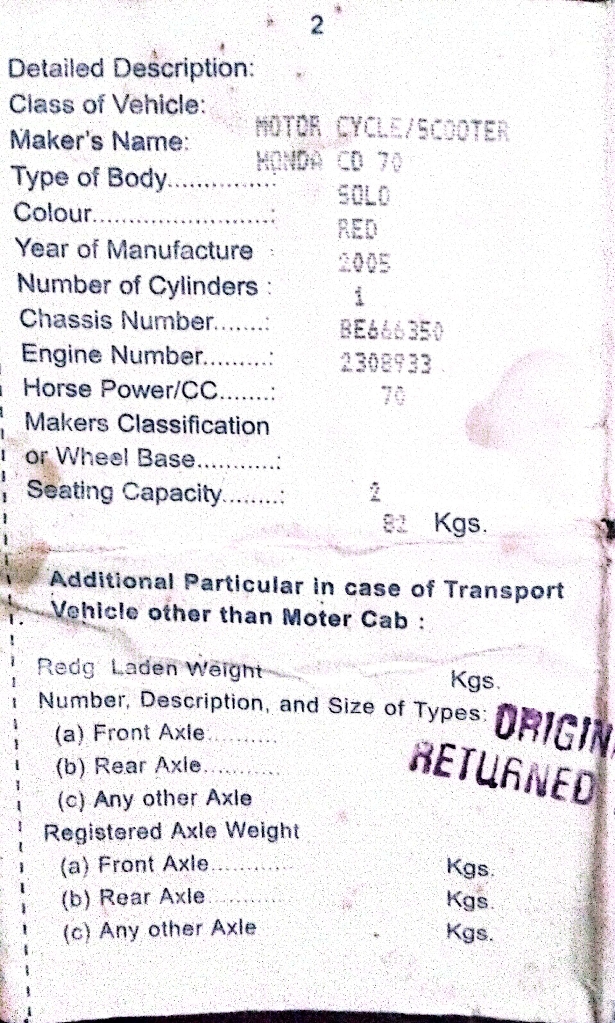 2
Detailed Description:
Class of Vehicle: MOTOR CYCLE/SCOOTER
Maker's Name: HONDA CD 70
Type of Body..............: SOLO
Colour.........................: RED
Year of Manufacture : 2005
Number of Cylinders : 1
Chassis Number.......: BE666350
Engine Number.........: 2308933
Horse Power/CC.......: 70
Makers Classification
or Wheel Base...........:
Seating Capacity........: 2
82 Kgs.
Additional Particular in case of Transport
Vehicle other than Moter Cab :
Redg Laden Weight Kgs.
Number, Description, and Size of Types:
(a) Front Axle..........
(b) Rear Axle...........
(c) Any other Axle
ORIGIN
RETURNED
Registered Axle Weight
(a) Front Axle........... Kgs.
(b) Rear Axle........... Kgs.
(c) Any other Axle Kgs.